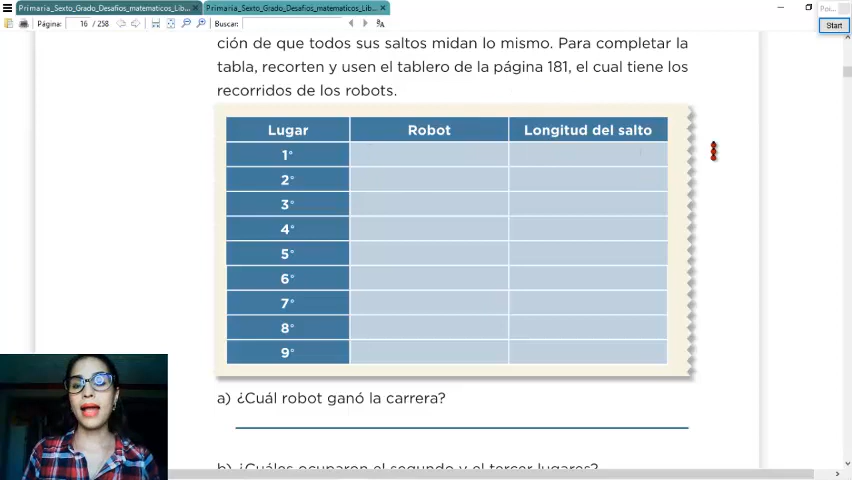 Primaria_Sexto_Grado_Desafios_matematicos_Lib...
Primaria_Sexto_Grado_Desafios_matematicos_Lib...
Página:
16 / 258
Buscar:
Poi...
Start
ción de que todos sus saltos midan lo mismo. Para completar la
tabla, recorten y usen el tablero de la página 181, el cual tiene los
recorridos de los robots.
Lugar Robot Longitud del salto
1°
2°
3°
4°
5°
6°
7°
8°
9°
a) ¿Cuál robot ganó la carrera?
b) ¿Cuáles ocuparon el segundo y el tercer lugares?